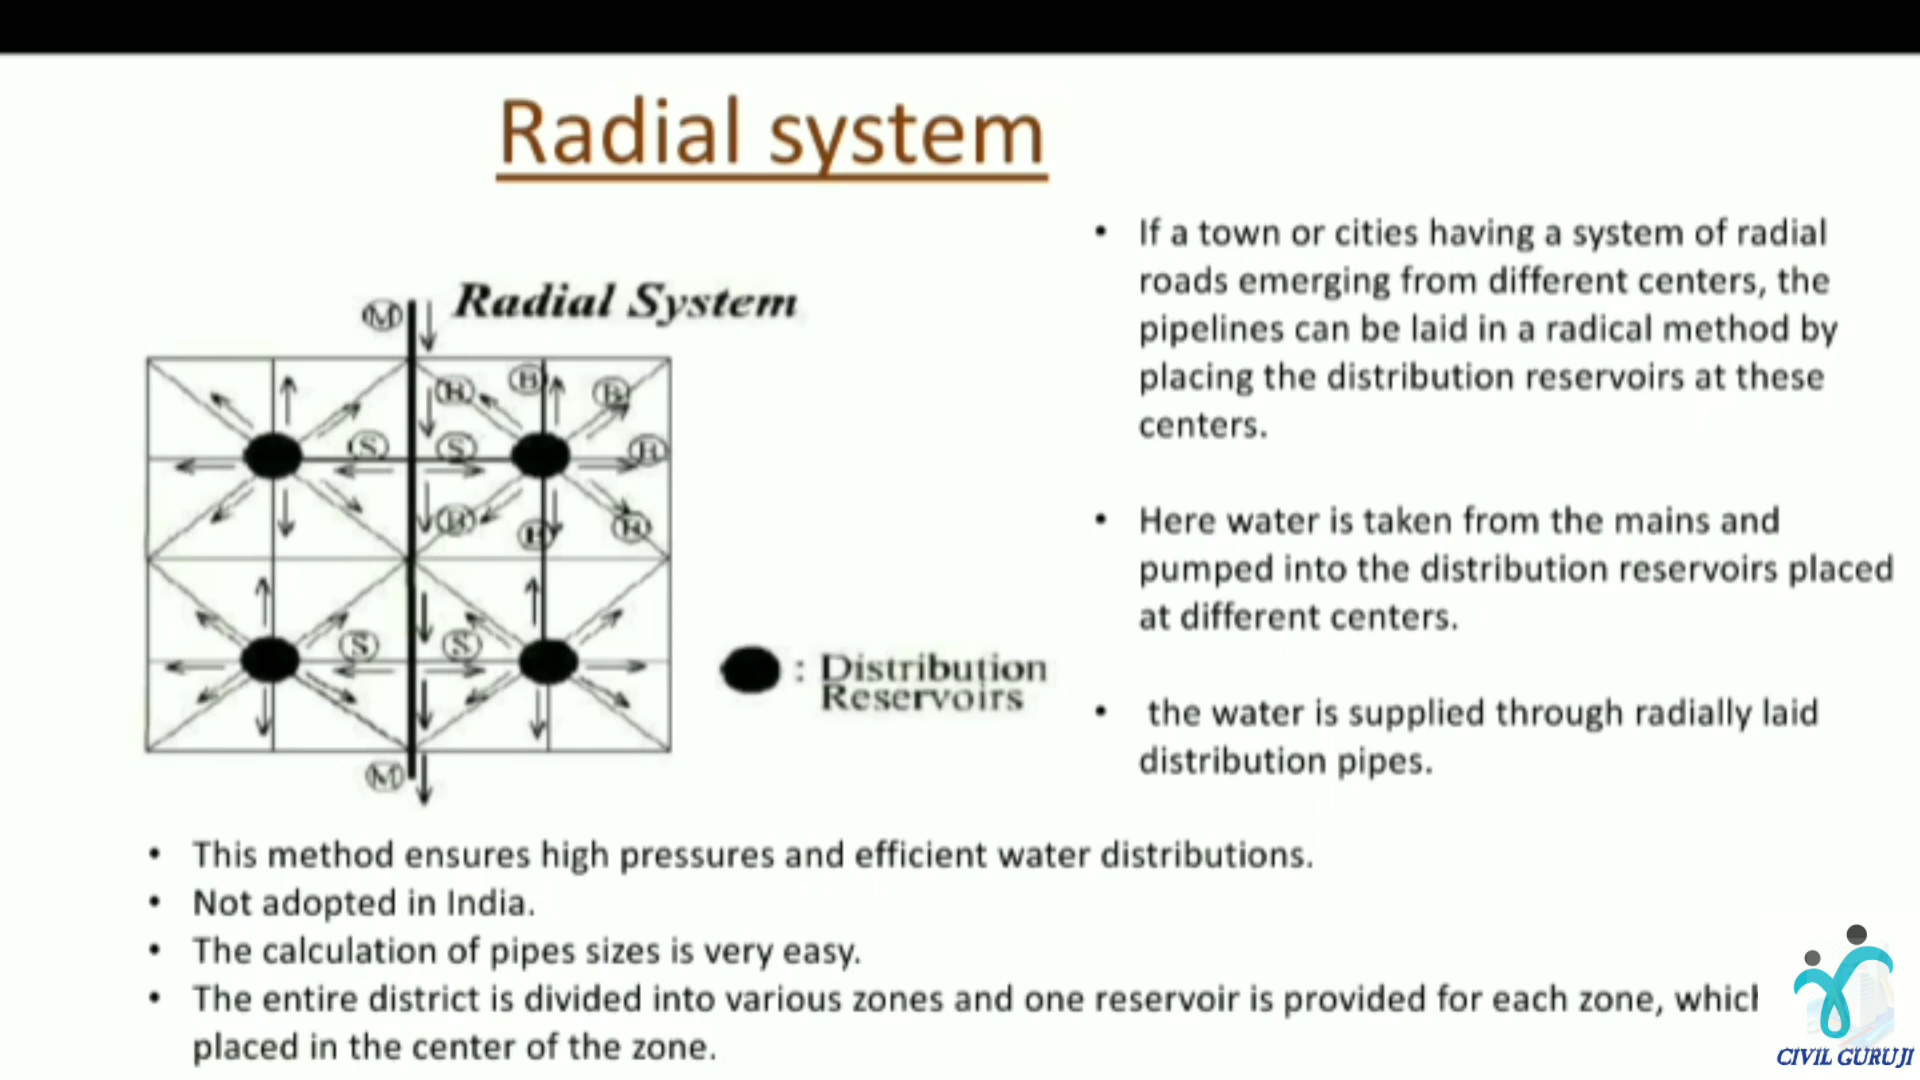 Radial system
Radial System
M
B
B
B
S
S
B
B
B
B
S
S
M
: Distribution
Reservoirs
• If a town or cities having a system of radial
roads emerging from different centers, the
pipelines can be laid in a radical method by
placing the distribution reservoirs at these
centers.
• Here water is taken from the mains and
pumped into the distribution reservoirs placed
at different centers.
• the water is supplied through radially laid
distribution pipes.
• This method ensures high pressures and efficient water distributions.
• Not adopted in India.
• The calculation of pipes sizes is very easy.
• The entire district is divided into various zones and one reservoir is provided for each zone, which
placed in the center of the zone.
CIVIL GURUJI